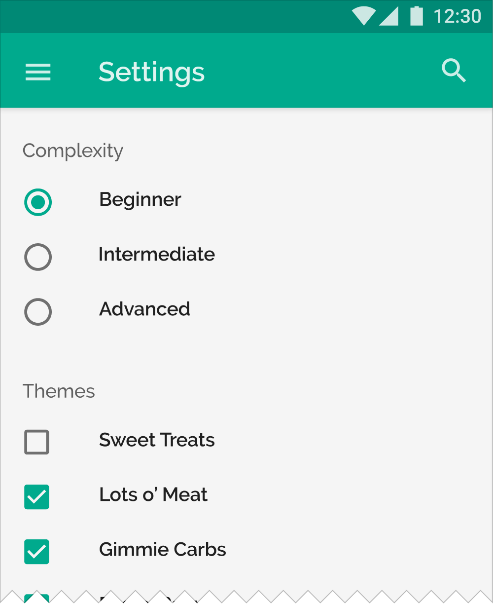 12:30
Settings
Complexity
Beginner
Intermediate
Advanced
Themes
Sweet Treats
Lots o’ Meat
Gimmie Carbs